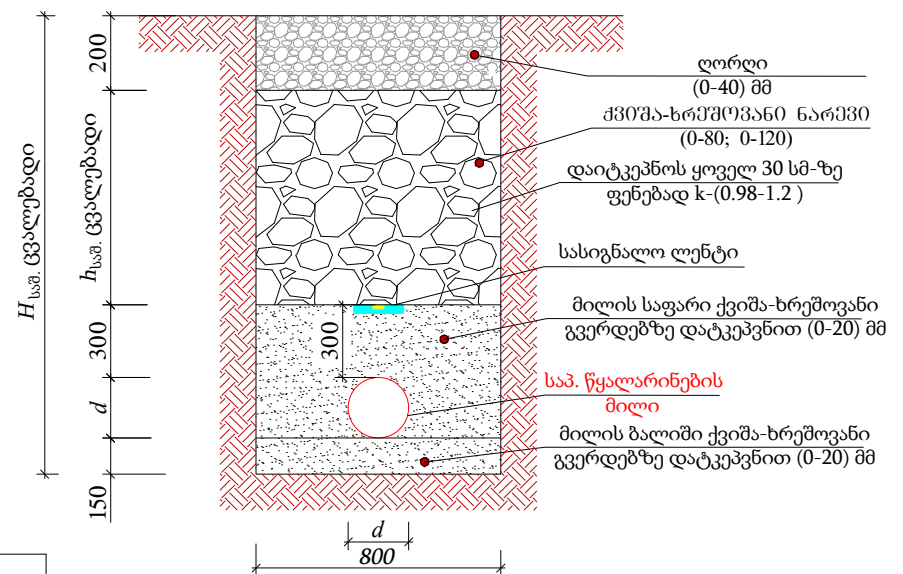 ღორღი
(0-40) მმ
ქვიშა-ხრეშოვანი ნარევი
(0-80; 0-120)
დაიტკეპნოს ყოველ 30 სმ-ზე
ფენებად k-(0.98-1.2 )
სასიგნალო ლენტი
მილის საფარი ქვიშა-ხრეშოვანი
გვერდებზე დატკეპვნით (0-20) მმ
საპ. წყალარინების
მილი
მილის ბალიში ქვიშა-ხრეშოვანი
გვერდებზე დატკეპვნით (0-20) მმ
Hსაშ. ცვალებადი
200
hსაშ. ცვალებადი
300
d
150
300
d
800